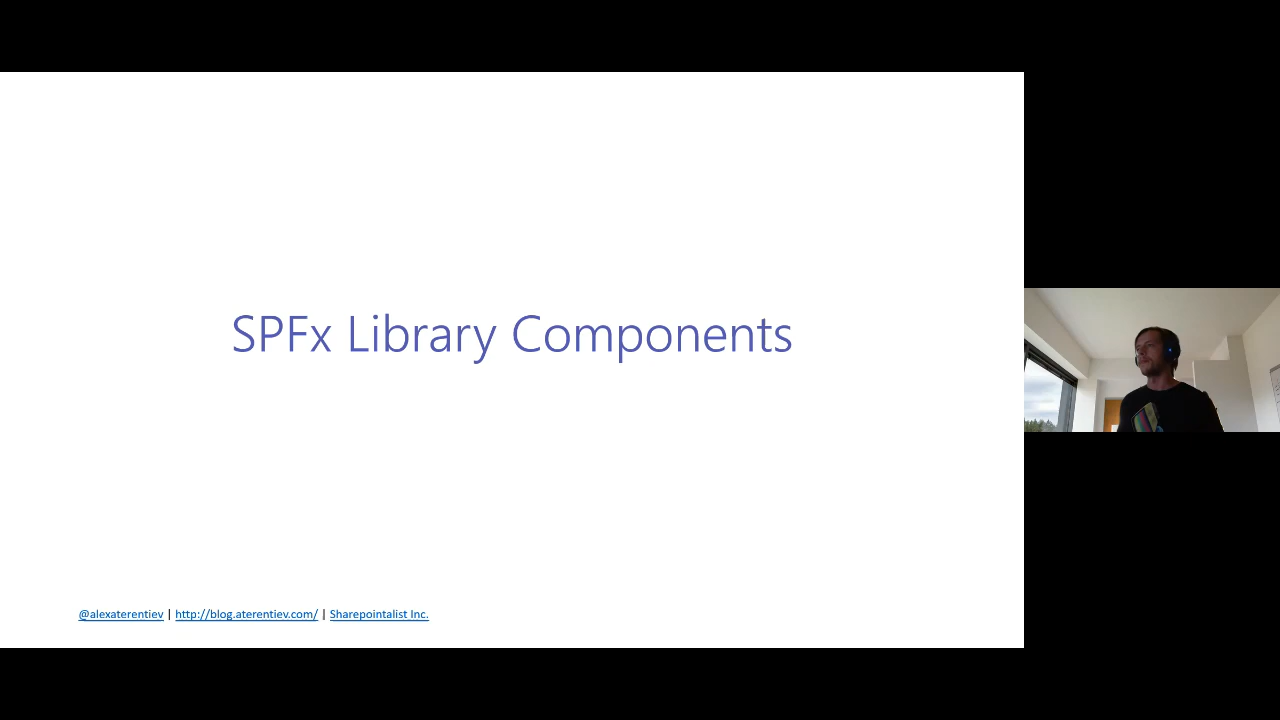 SPFx Library Components
@alexaterentiev | http://blog.aterentiev.com/ | Sharepointalist Inc.